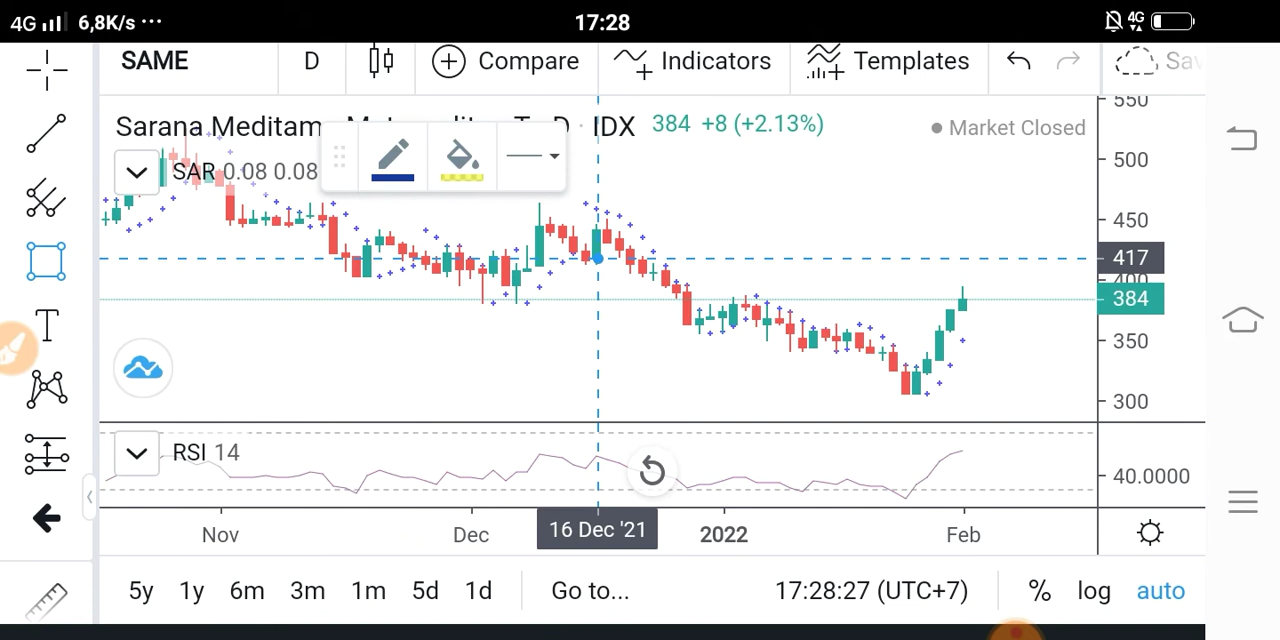 4G 6,8K/s ... 17:28 4G
SAME D Compare Indicators Templates
Sarana Meditam D · IDX 384 +8 (+2.13%) Market Closed
SAR 0.08 0.08
550
500
450
417
400
384
350
300
RSI 14
40.0000
Nov Dec 16 Dec '21 2022 Feb
5y 1y 6m 3m 1m 5d 1d Go to... 17:28:27 (UTC+7) % log auto